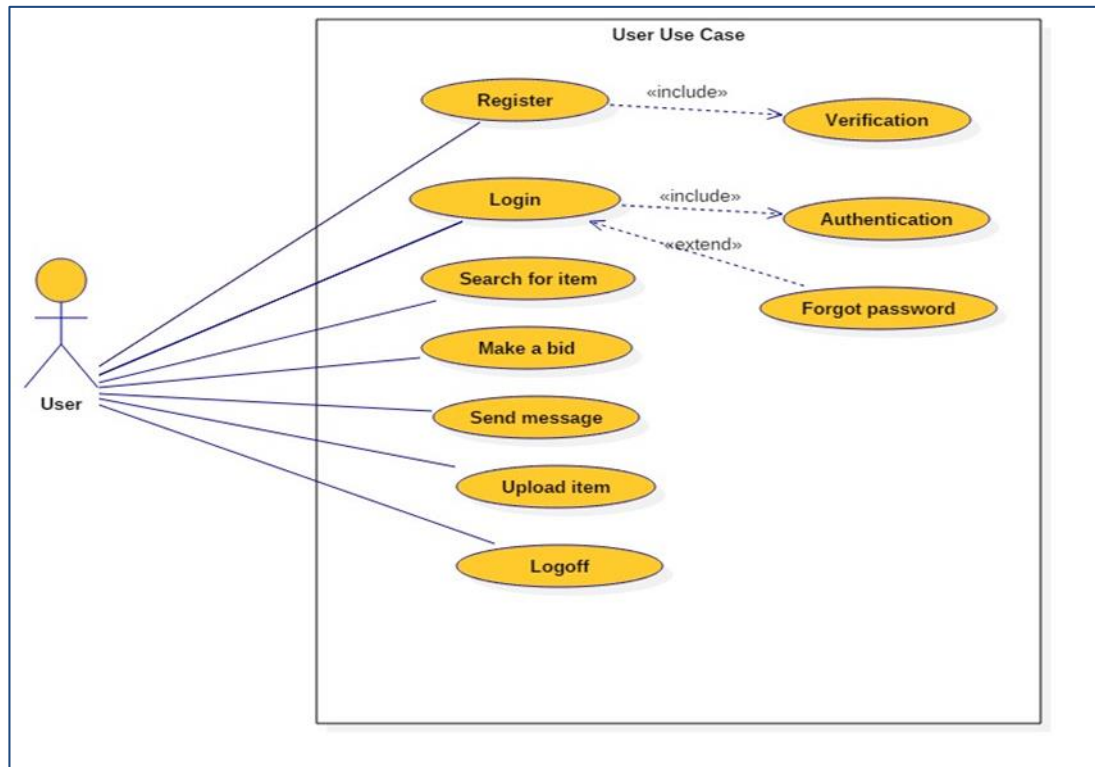 User Use Case
Register
«include»
Verification
Login
«include»
Authentication
«extend»
Search for item
Forgot password
Make a bid
User
Send message
Upload item
Logoff